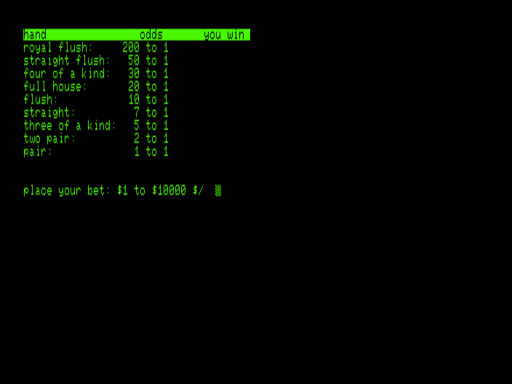 hand odds you win
royal flush: 200 to 1
straight flush: 50 to 1
four of a kind: 30 to 1
full house: 20 to 1
flush: 10 to 1
straight: 7 to 1
three of a kind: 5 to 1
two pair: 2 to 1
pair: 1 to 1
place your bet: $1 to $10000 $/